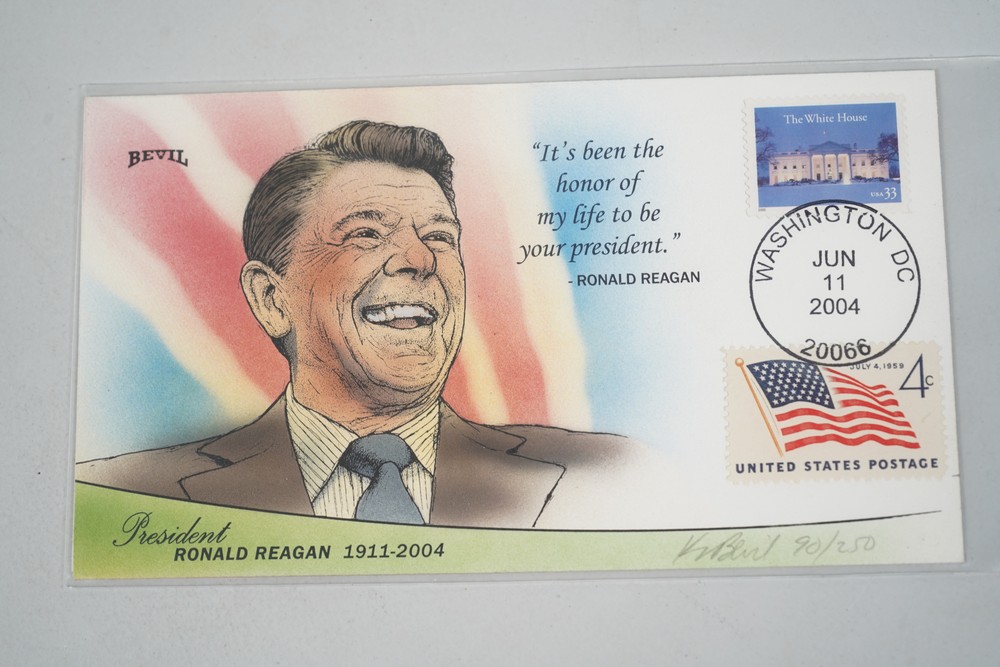 BEVIL
"It's been the
honor of
my life to be
your president."
- RONALD REAGAN
The White House
USA 33
WASHINGTON DC
JUN
11
2004
20066
JULY 4, 1959
4c
UNITED STATES POSTAGE
President
RONALD REAGAN 1911-2004
Bevil 90/250